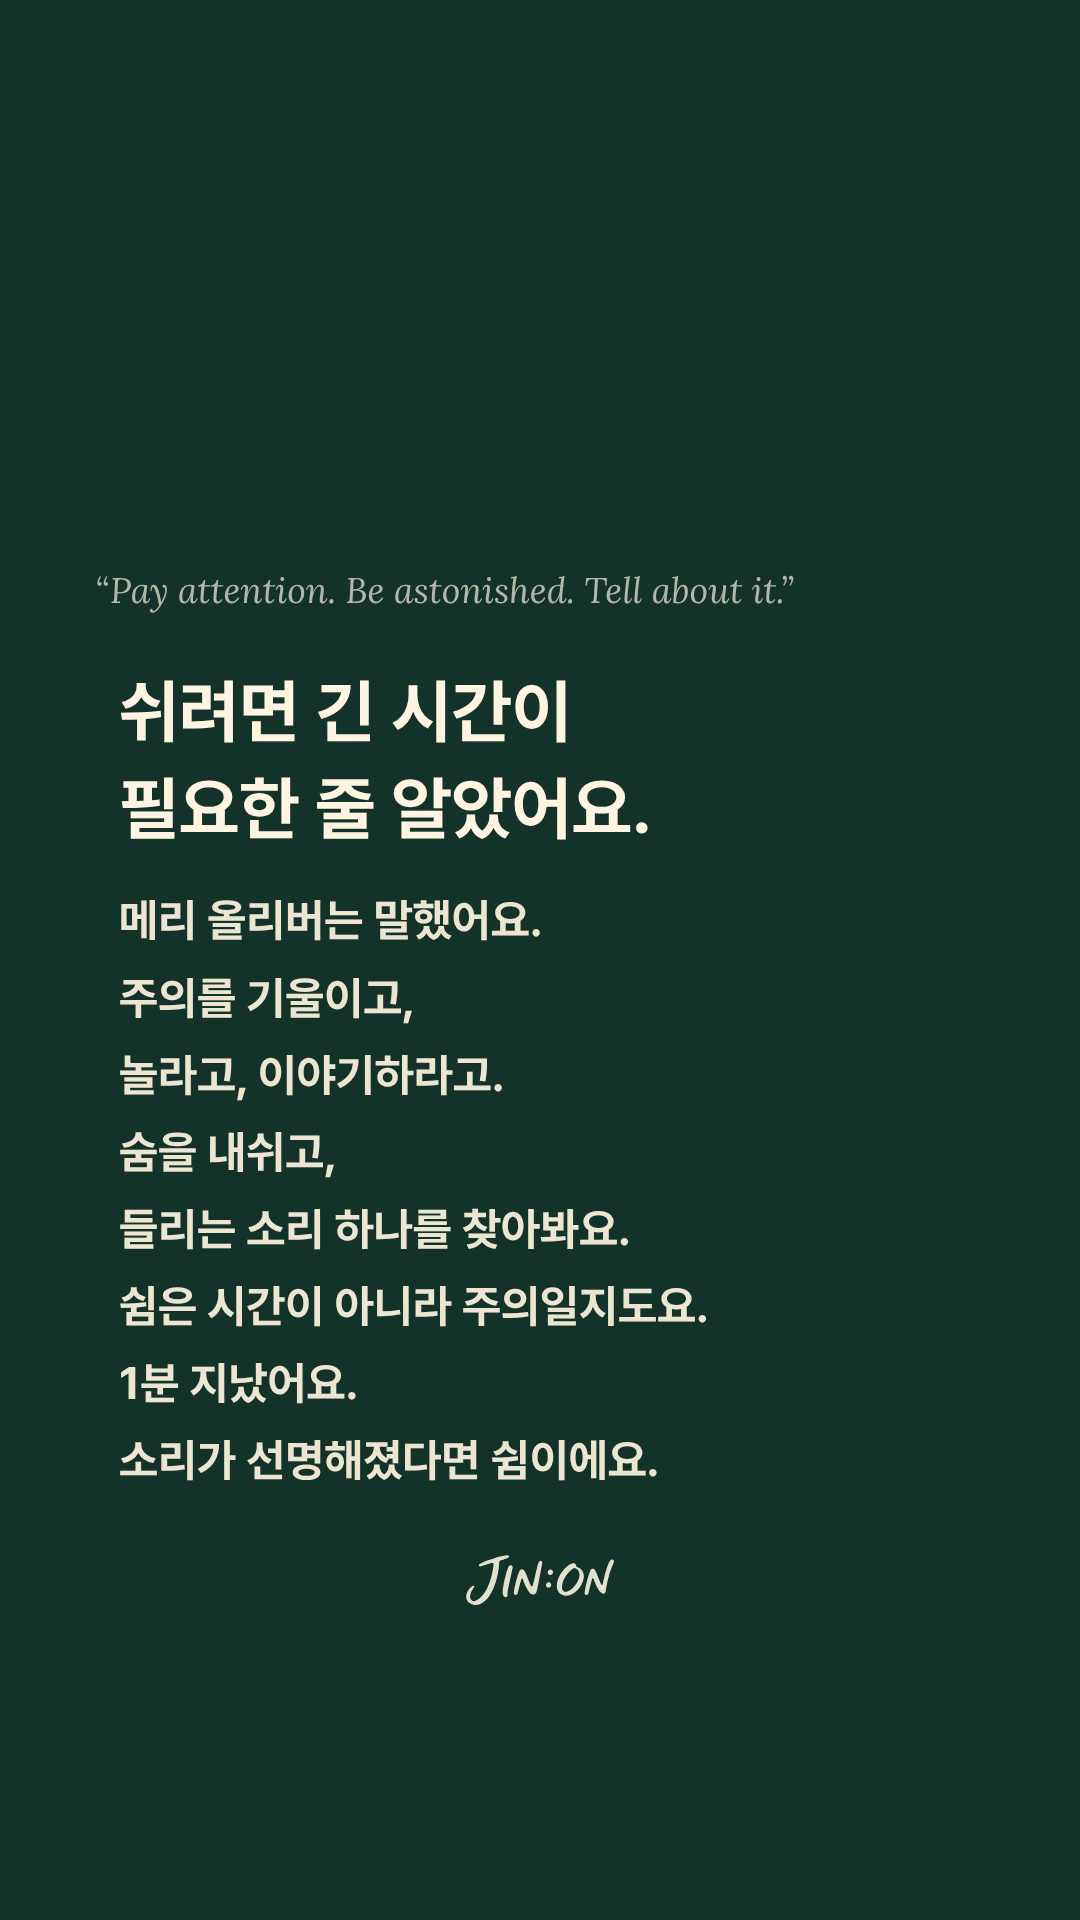 “Pay attention. Be astonished. Tell about it.”
쉬려면 긴 시간이
필요한 줄 알았어요.
메리 올리버는 말했어요.
주의를 기울이고,
놀라고, 이야기하라고.
숨을 내쉬고,
들리는 소리 하나를 찾아봐요.
쉼은 시간이 아니라 주의일지도요.
1분 지났어요.
소리가 선명해졌다면 쉼이에요.
JIN:ON